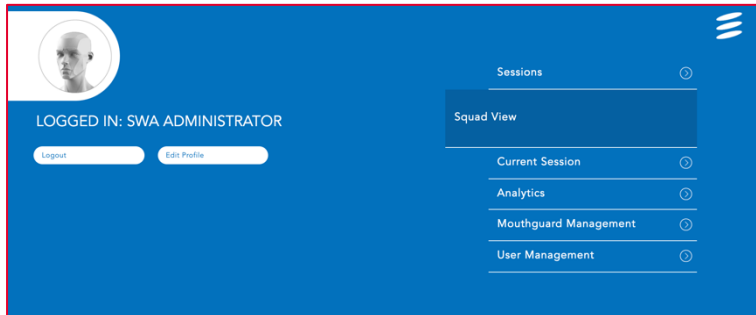 LOGGED IN: SWA ADMINISTRATOR
Logout
Edit Profile
Sessions
Squad View
Current Session
Analytics
Mouthguard Management
User Management